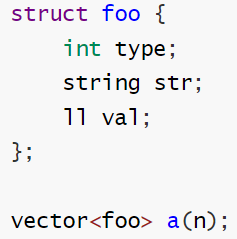 struct foo {
    int type;
    string str;
    ll val;
};

vector<foo> a(n);